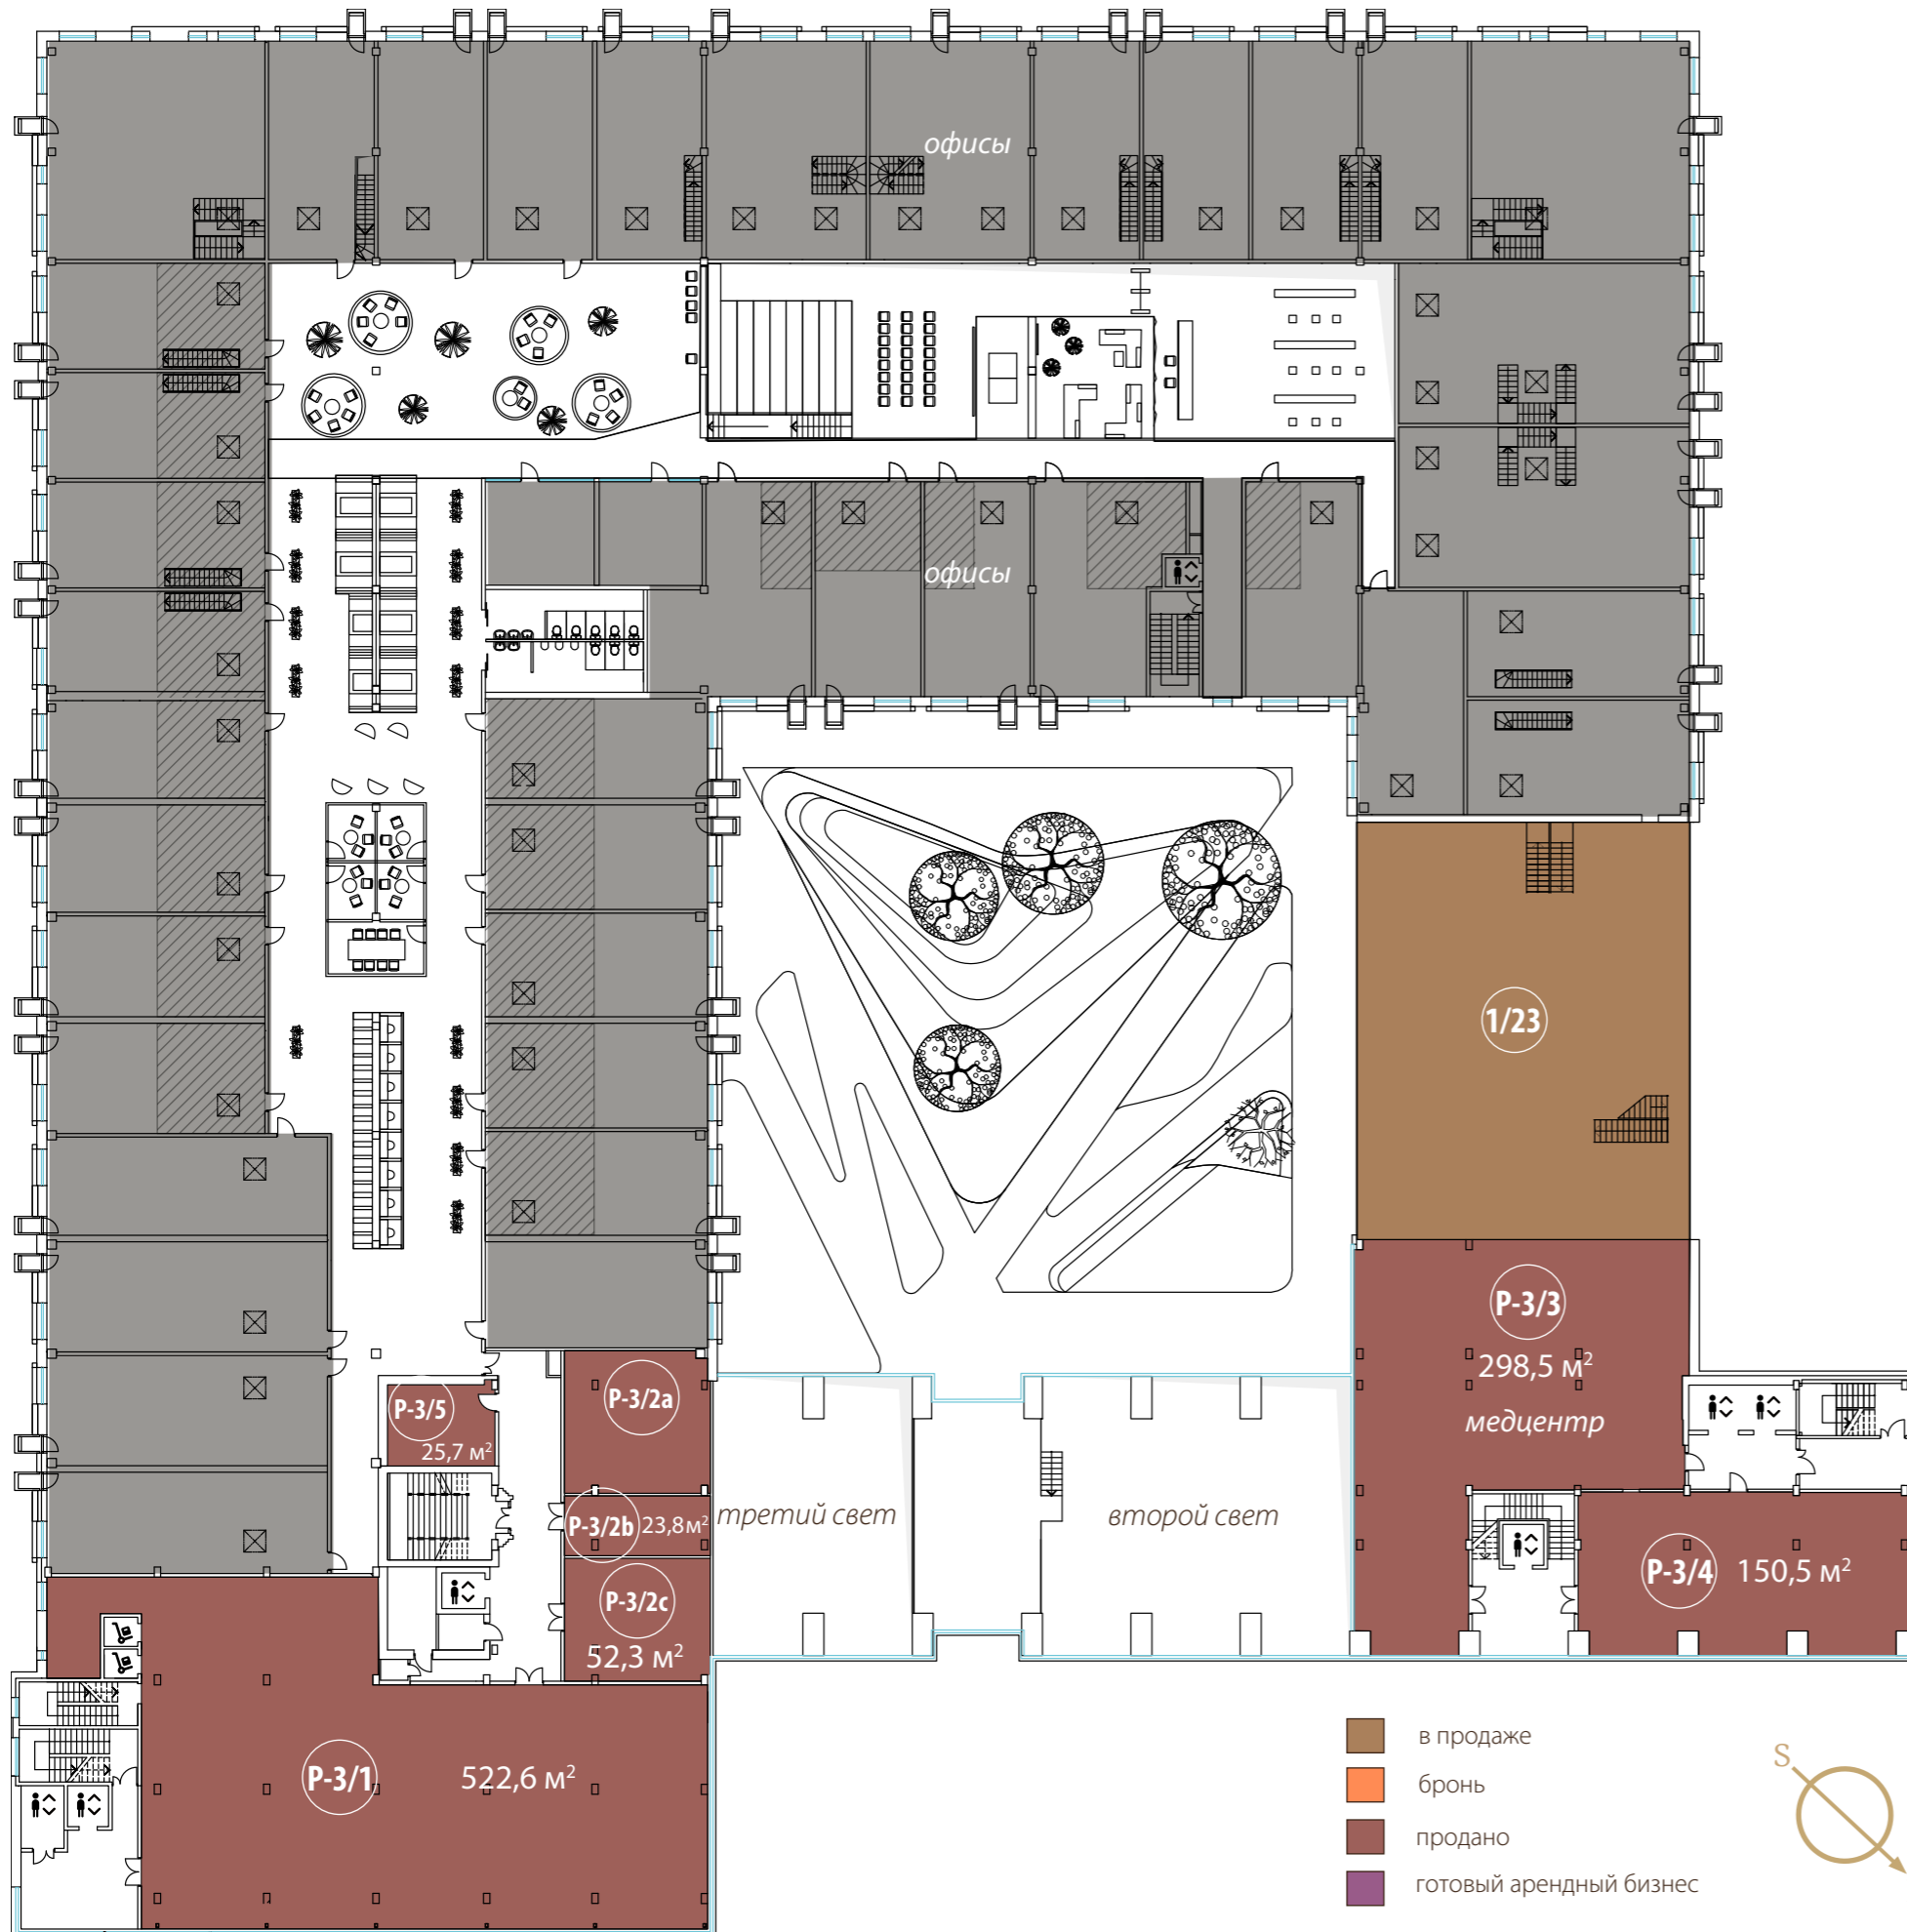 офисы
офисы
1/23
P-3/3
298,5 м²
медцентр
P-3/5
25,7 м²
P-3/2a
P-3/2b 23,8м²
P-3/2c
52,3 м²
третий свет
второй свет
P-3/4 150,5 м²
P-3/1 522,6 м²
в продаже
бронь
продано
готовый арендный бизнес
S